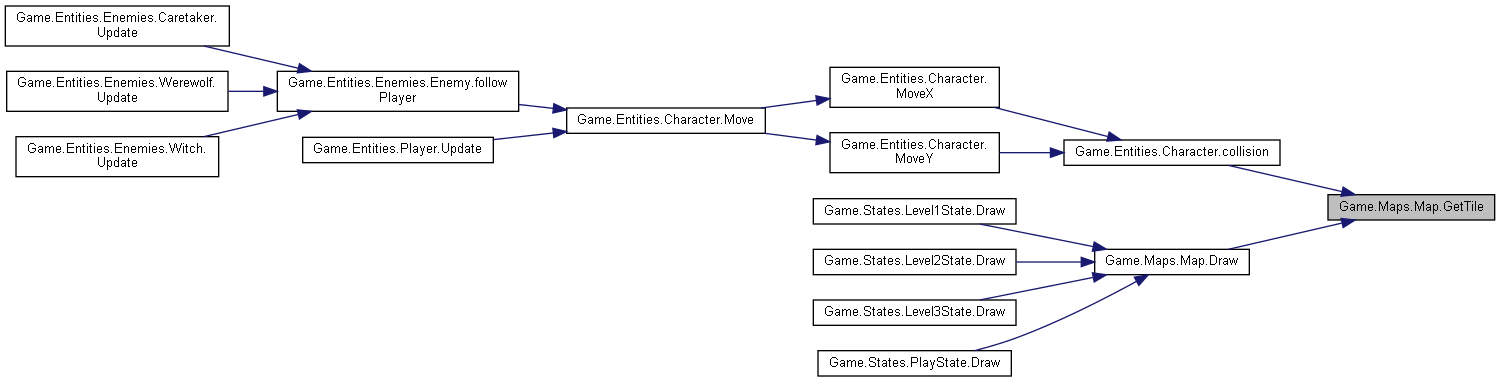 Game.Entities.Enemies.Caretaker.
Update
Game.Entities.Enemies.Werewolf.
Update
Game.Entities.Enemies.Witch.
Update
Game.Entities.Enemies.Enemy.follow
Player
Game.Entities.Player.Update
Game.Entities.Character.Move
Game.Entities.Character.
MoveX
Game.Entities.Character.
MoveY
Game.Entities.Character.collision
Game.Maps.Map.GetTile
Game.States.Level1State.Draw
Game.States.Level2State.Draw
Game.States.Level3State.Draw
Game.States.PlayState.Draw
Game.Maps.Map.Draw